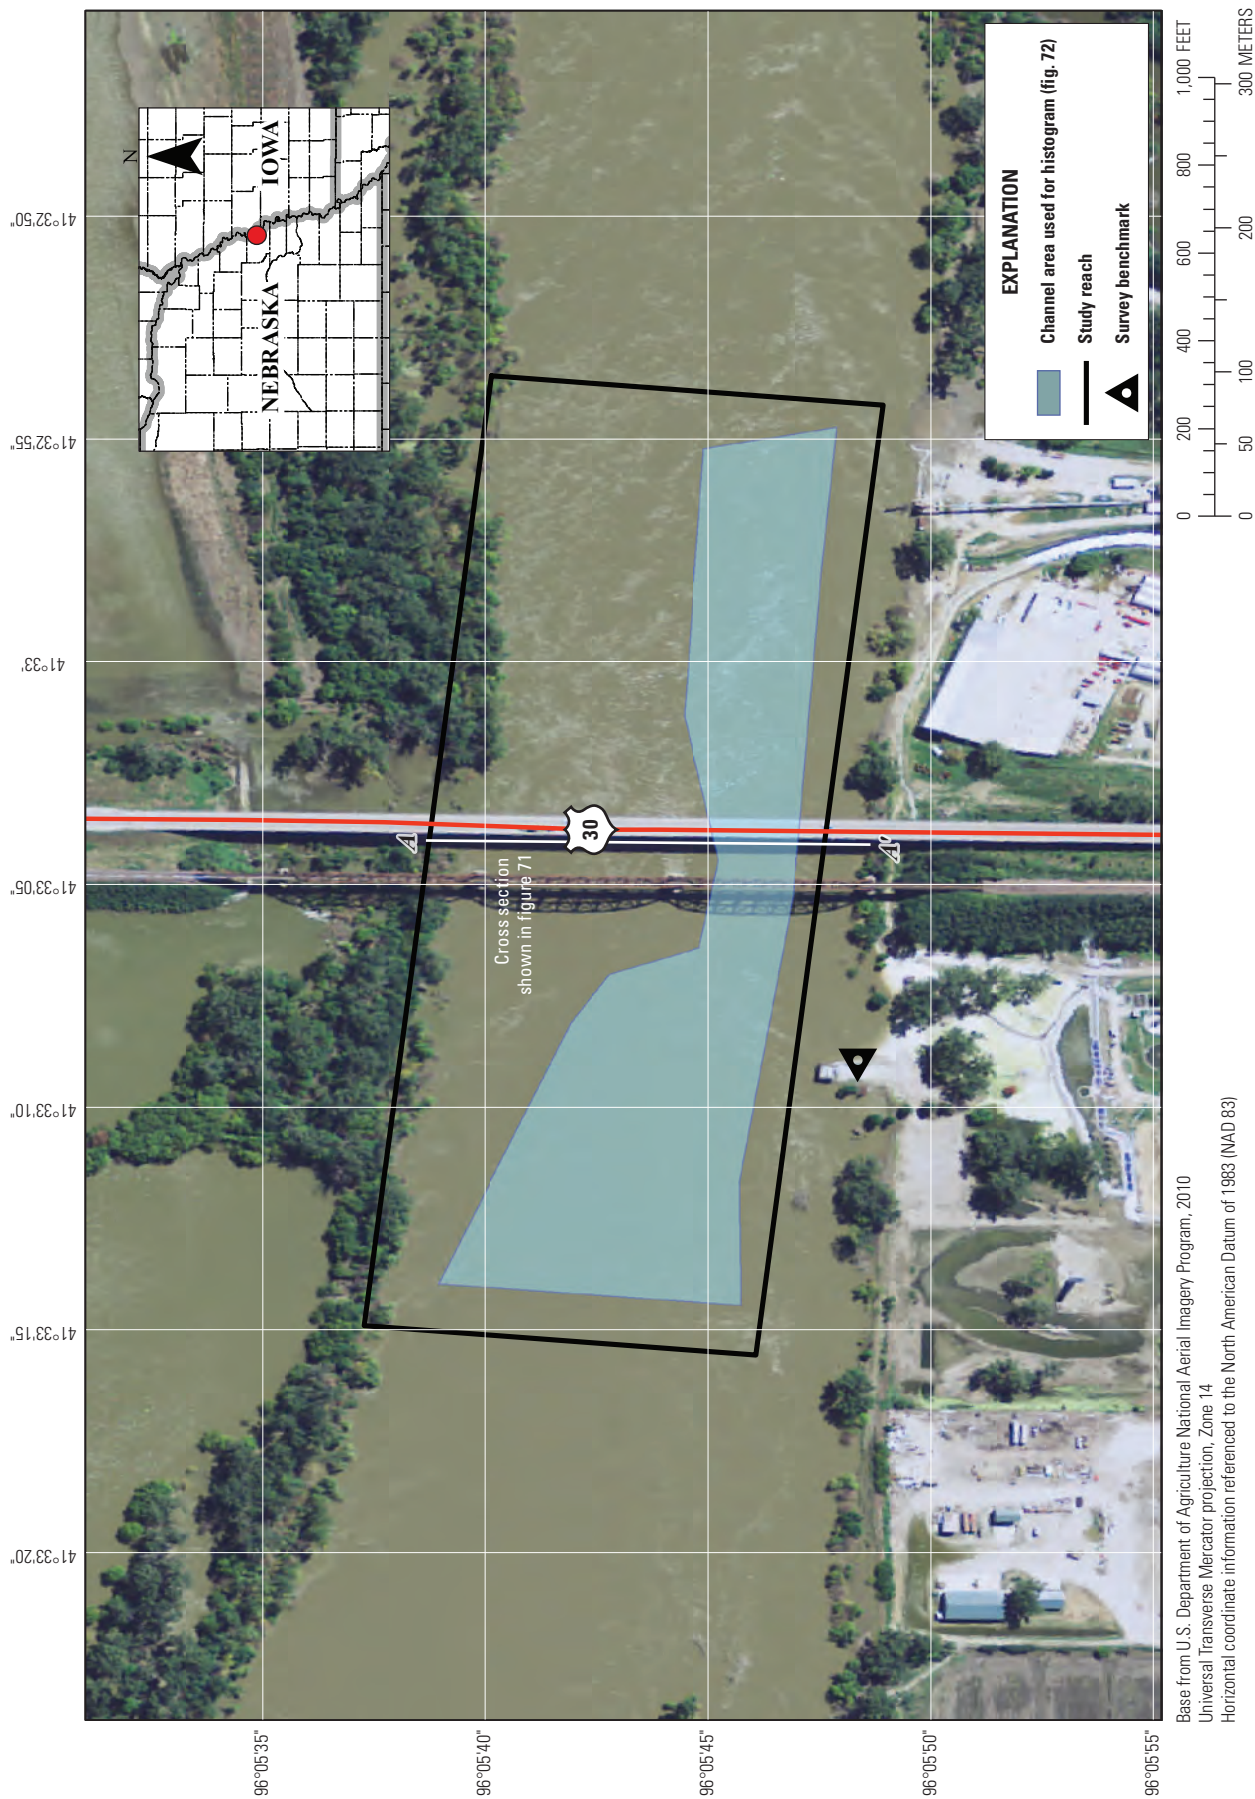 41°32'50"
41°32'55"
41°33'
41°33'05"
41°33'10"
41°33'15"
41°33'20"
96°05'35"
96°05'40"
96°05'45"
96°05'50"
96°05'55"
N
NEBRASKA
IOWA
A
A'
30
Cross section
shown in figure 71
EXPLANATION
Channel area used for histogram (fig. 72)
Study reach
Survey benchmark
0 200 400 600 800 1,000 FEET
0 50 100 200 300 METERS
Base from U.S. Department of Agriculture National Aerial Imagery Program, 2010
Universal Transverse Mercator projection, Zone 14
Horizontal coordinate information referenced to the North American Datum of 1983 (NAD 83)